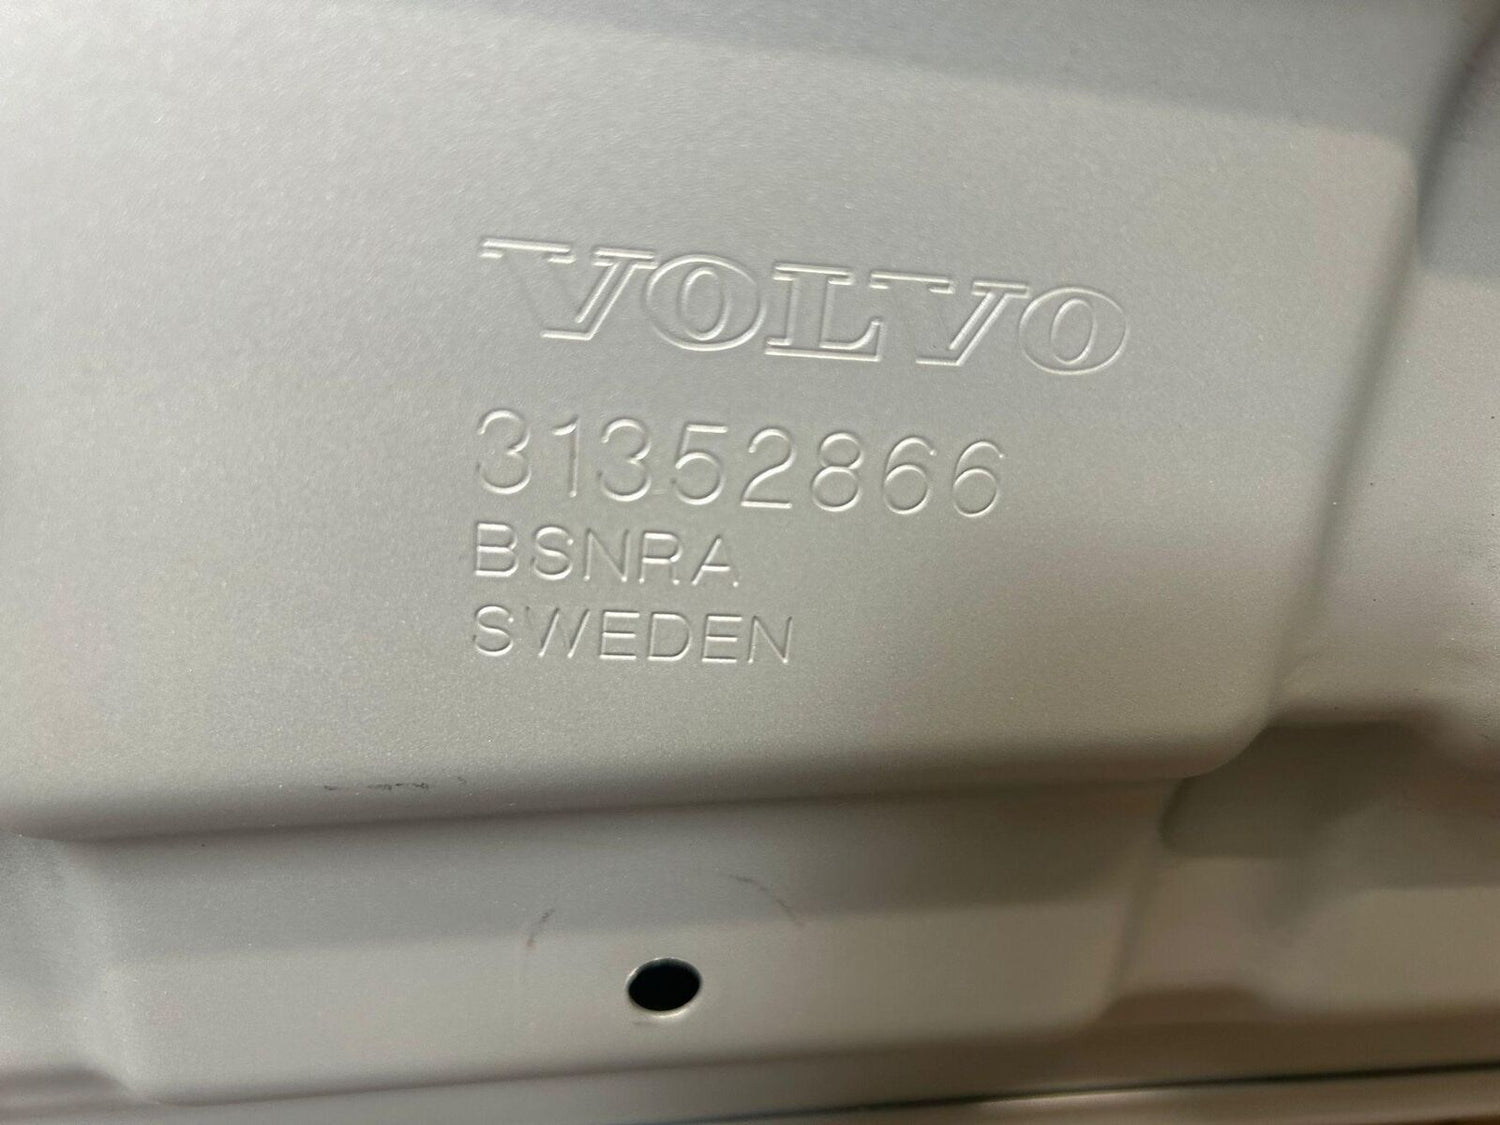 VOLVO
31352866
BSNRA
SWEDEN